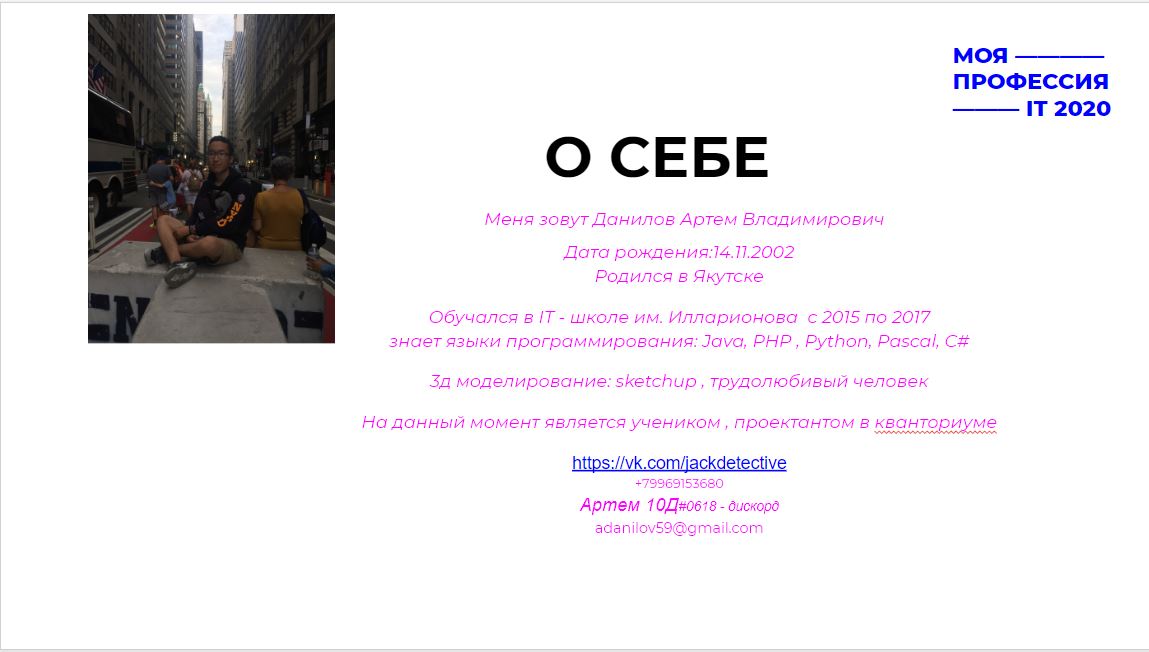 МОЯ ————
ПРОФЕССИЯ
——— IT 2020
О СЕБЕ
Меня зовут Данилов Артем Владимирович
Дата рождения:14.11.2002
Родился в Якутске
Обучался в IT - школе им. Илларионова  с 2015 по 2017
знает языки программирования: Java, PHP , Python, Pascal, C#
3д моделирование: sketchup , трудолюбивый человек
На данный момент является учеником , проектантом в кванториуме
https://vk.com/jackdetective
+79969153680
Артем 10Д#0618 - дискорд
adanilov59@gmail.com